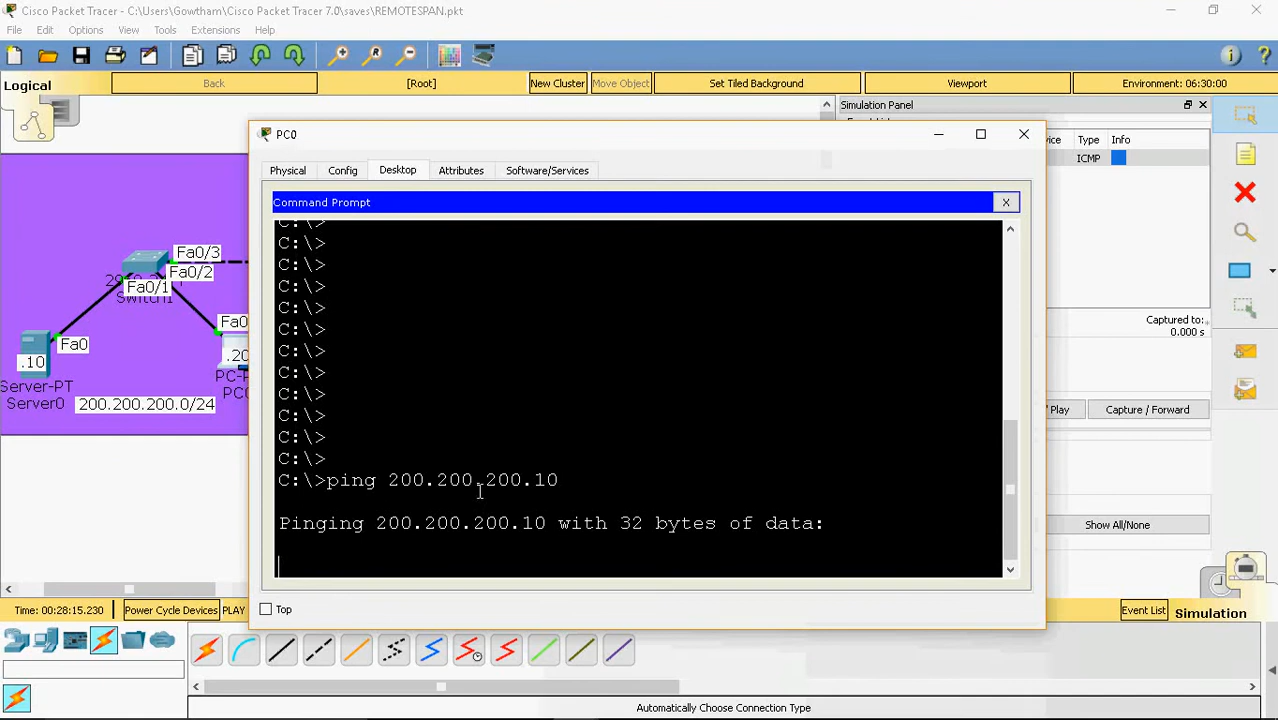 Cisco Packet Tracer - C:\Users\Gowtham\Cisco Packet Tracer 7.0\saves\REMOTESPAN.pkt
File Edit Options View Tools Extensions Help
Logical Back [Root] New Cluster Move Object Set Tiled Background Viewport Environment: 06:30:00
Simulation Panel
PC0
Type Info
ICMP
Physical Config Desktop Attributes Software/Services
Command Prompt X
C:\>
C:\>
C:\>
C:\>
C:\>
C:\>
C:\>
C:\>
C:\>
C:\>
C:\>
C:\>
C:\>ping 200.200.200.10
Pinging 200.200.200.10 with 32 bytes of data:
Fa0/3
Fa0/2
Fa0/1
Switch1
Fa0
Fa0
.10
.20
Server-PT
Server0
200.200.200.0/24
Captured to:
0.000 s
Play
Capture / Forward
Show All/None
Top
Time: 00:28:15.230 Power Cycle Devices PLAY
Event List Simulation
Automatically Choose Connection Type